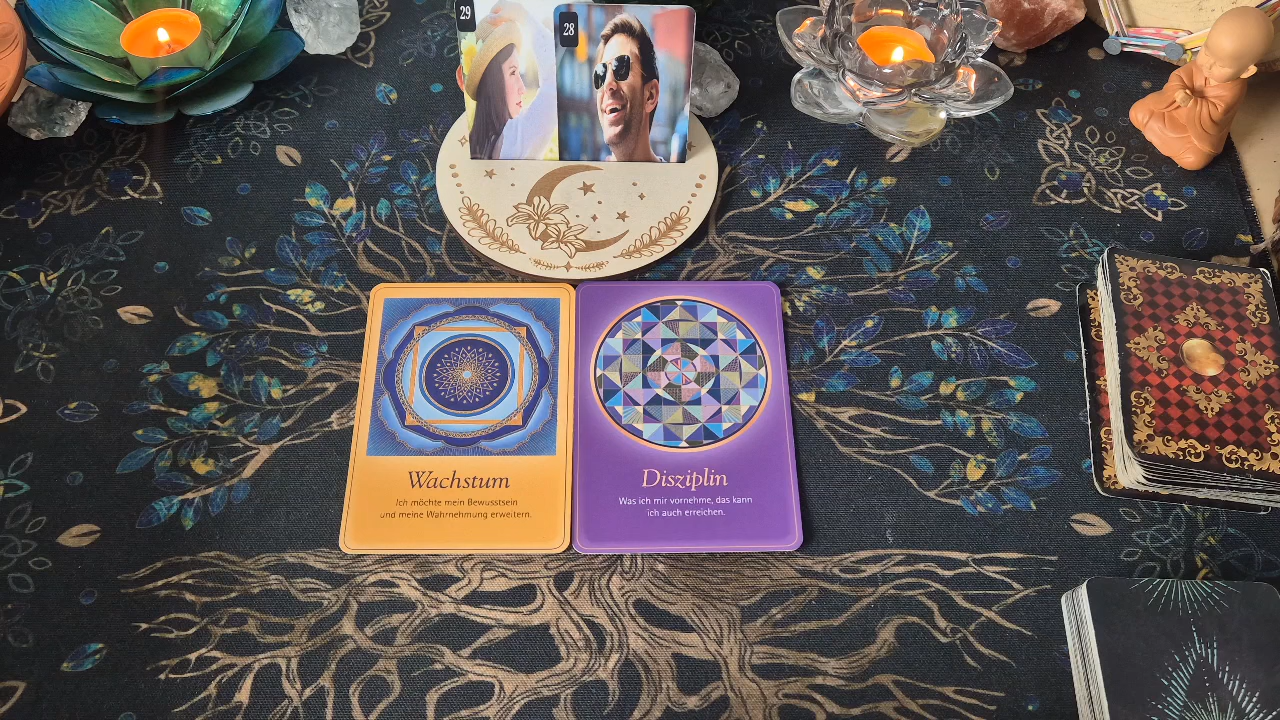 29
28
Wachstum
Ich möchte mein Bewusstsein
und meine Wahrnehmung erweitern.
Disziplin
Was ich mir vornehme, das kann
ich auch erreichen.